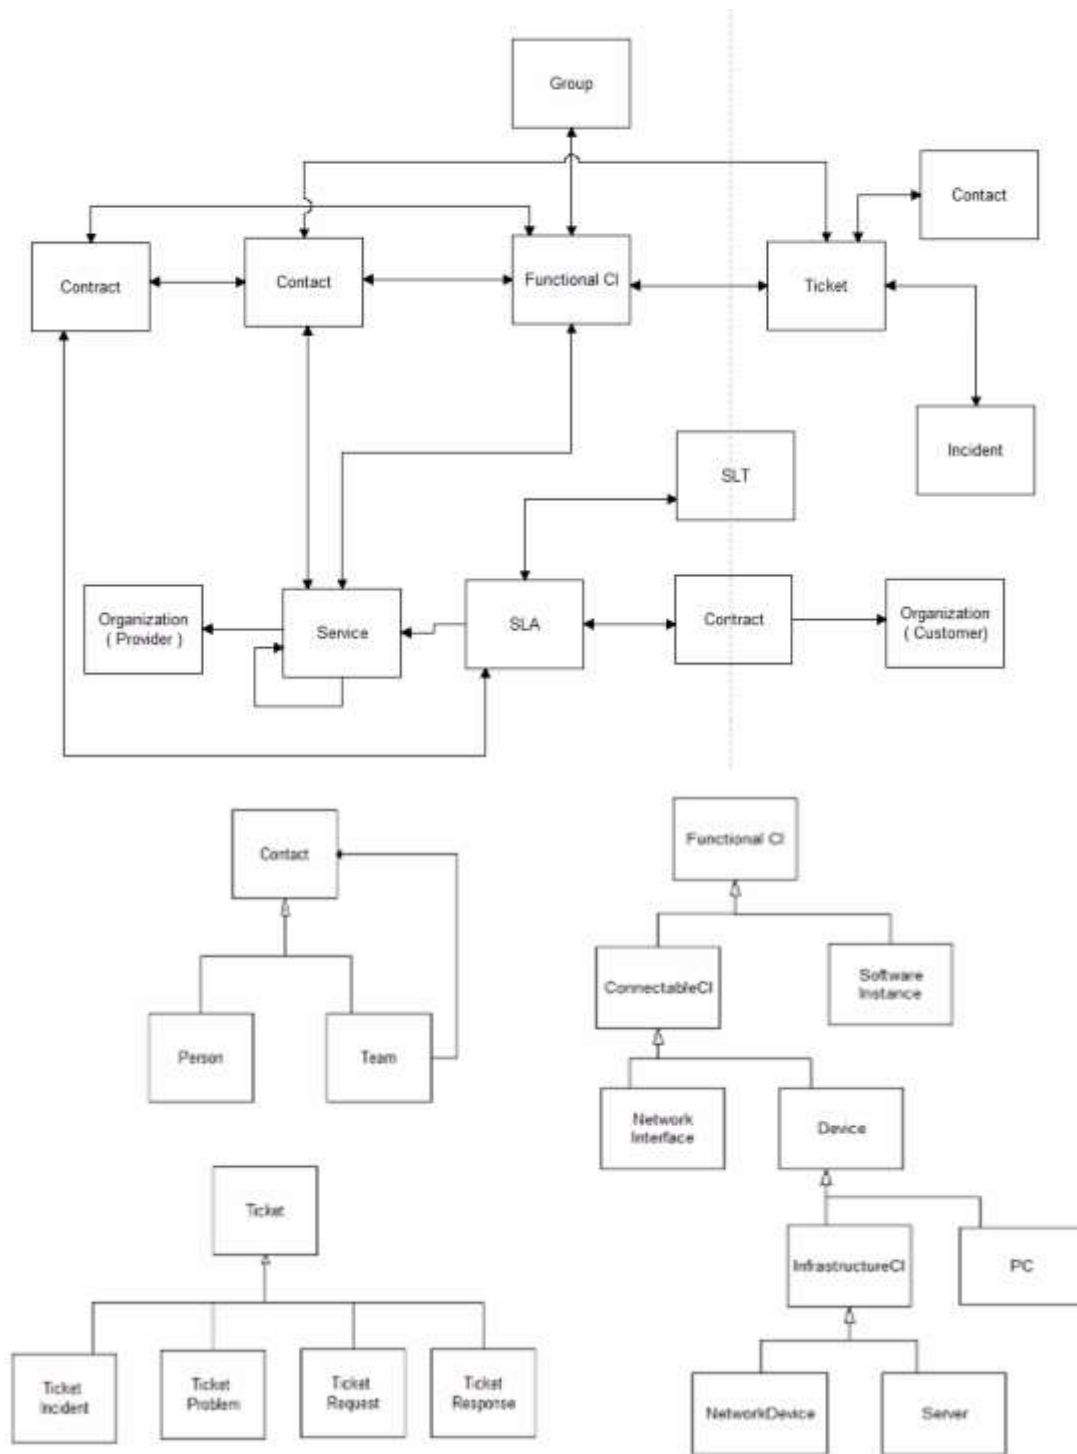 Group
Contact
Contract
Contact
Functional CI
Ticket
Incident
SLT
Organization
( Provider )
Service
SLA
Contract
Organization
( Customer)
Contact
Person
Team
Functional CI
ConnectableCI
Software
Instance
Network
Interface
Device
InfrastructureCI
PC
NetworkDevice
Server
Ticket
Ticket
Incident
Ticket
Problem
Ticket
Request
Ticket
Response